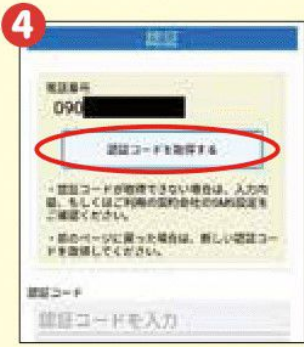 4
認証
電話番号
090
認証コードを取得する
・認証コードが取得できない場合は、入力内
容、もしくはご利用の契約会社のSMS設定を
ご確認ください。
・前のページに戻った場合は、新しい認証コー
ドを取得してください。
認証コード
認証コードを入力